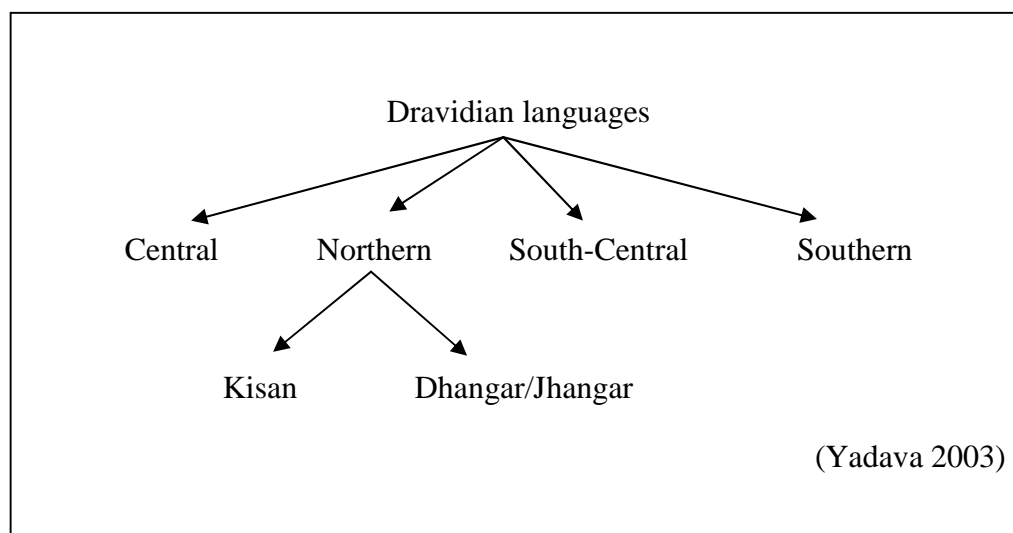 Dravidian languages
Central Northern South-Central Southern
Kisan Dhangar/Jhangar
(Yadava 2003)